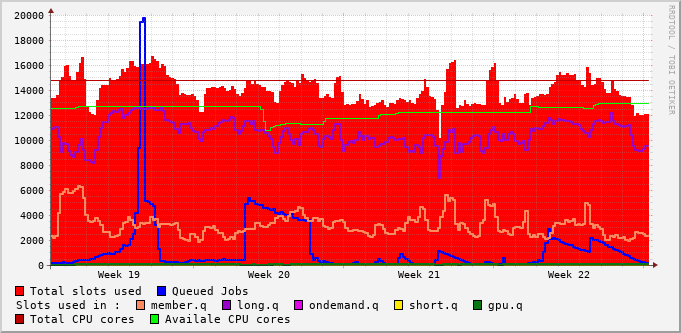 20000
18000
16000
14000
12000
10000
8000
6000
4000
2000
0
Week 19 Week 20 Week 21 Week 22
Total slots used Queued Jobs
Slots used in : member.q long.q ondemand.q short.q gpu.q
Total CPU cores Availale CPU cores
RRDTOOL / TOBI OETIKER